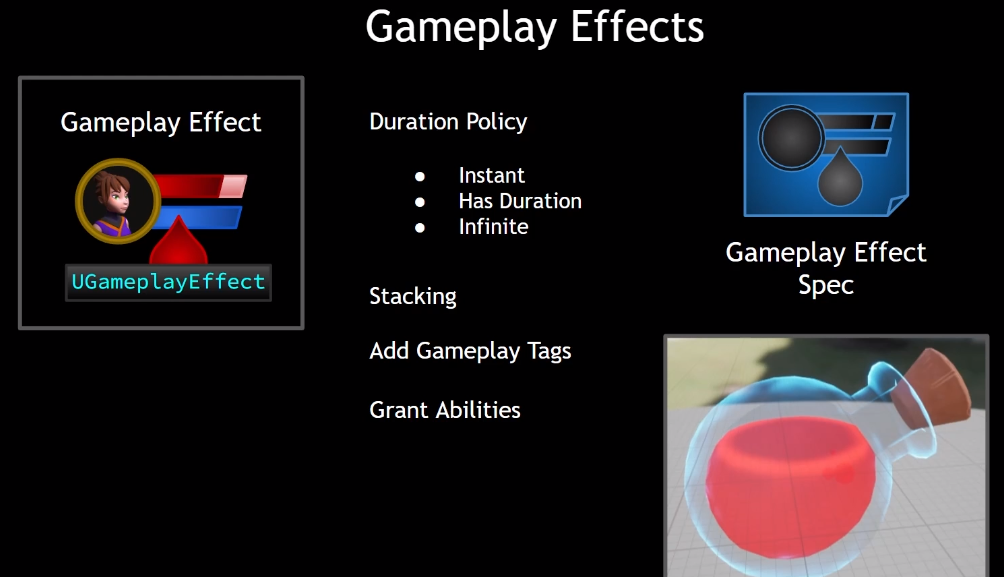 Gameplay Effects
Gameplay Effect
UGameplayEffect
Duration Policy
● Instant
● Has Duration
● Infinite
Stacking
Add Gameplay Tags
Grant Abilities
Gameplay Effect
Spec